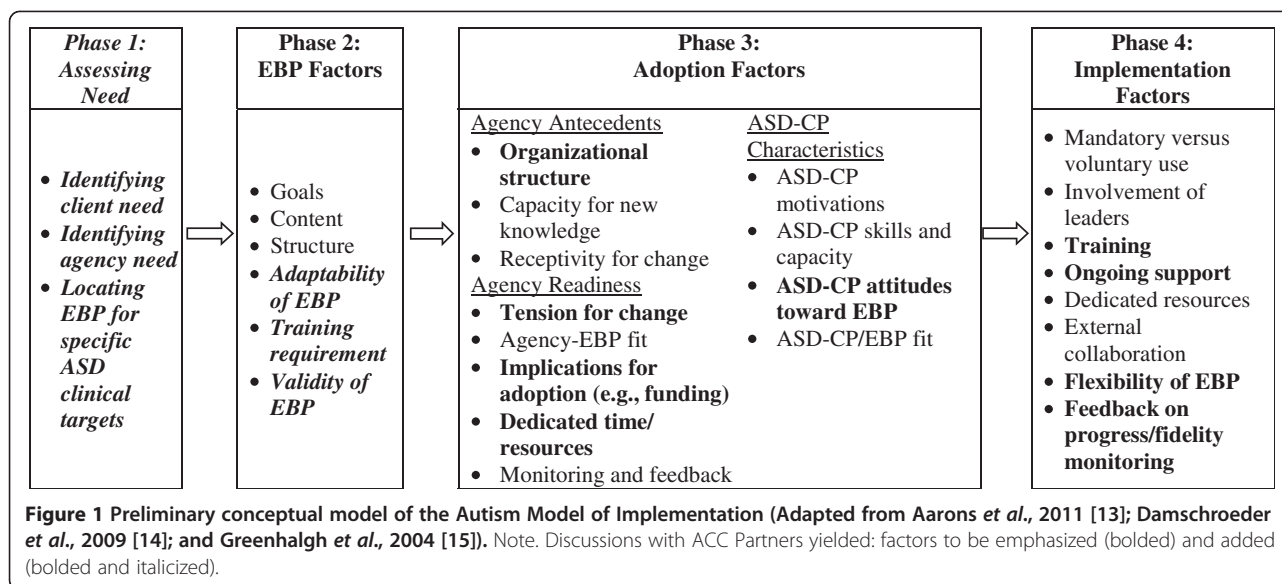 Phase 1:
Assessing
Need
• Identifying
client need
• Identifying
agency need
• Locating
EBP for
specific
ASD
clinical
targets
Phase 2:
EBP Factors
• Goals
• Content
• Structure
• Adaptability
of EBP
• Training
requirement
• Validity of
EBP
Phase 3:
Adoption Factors
Agency Antecedents
• Organizational
structure
• Capacity for new
knowledge
• Receptivity for change
Agency Readiness
• Tension for change
• Agency-EBP fit
• Implications for
adoption (e.g., funding)
• Dedicated time/
resources
• Monitoring and feedback
ASD-CP
Characteristics
• ASD-CP
motivations
• ASD-CP skills and
capacity
• ASD-CP attitudes
toward EBP
• ASD-CP/EBP fit
Phase 4:
Implementation
Factors
• Mandatory versus
voluntary use
• Involvement of
leaders
• Training
• Ongoing support
• Dedicated resources
• External
collaboration
• Flexibility of EBP
• Feedback on
progress/fidelity
monitoring
Figure 1 Preliminary conceptual model of the Autism Model of Implementation (Adapted from Aarons et al., 2011 [13]; Damschroeder
et al., 2009 [14]; and Greenhalgh et al., 2004 [15]). Note. Discussions with ACC Partners yielded: factors to be emphasized (bolded) and added
(bolded and italicized).